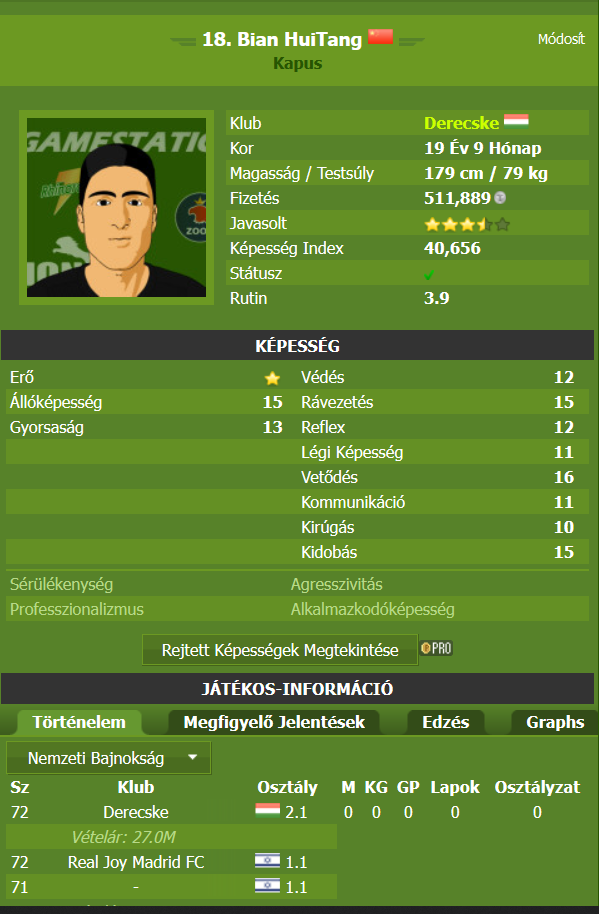 18. Bian HuiTang
Módosít
Kapus
GAMESTATIC
ZOO
Klub Derecske
Kor 19 Év 9 Hónap
Magasság / Testsúly 179 cm / 79 kg
Fizetés 511,889
Javasolt
Képesség Index 40,656
Státusz
Rutin 3.9
KÉPESSÉG
Erő Védés 12
Állóképesség 15 Rávezetés 15
Gyorsaság 13 Reflex 12
Légi Képesség 11
Vetődés 16
Kommunikáció 11
Kirúgás 10
Kidobás 15
Sérülékenység Agresszivitás
Professzionalizmus Alkalmazkodóképesség
Rejtett Képességek Megtekintése PRO
JÁTÉKOS-INFORMÁCIÓ
Történelem Megfigyelő Jelentések Edzés Graphs
Nemzeti Bajnokság
Sz Klub Osztály M KG GP Lapok Osztályzat
72 Derecske 2.1 0 0 0 0 0
Vételár: 27.0M
72 Real Joy Madrid FC 1.1
71 - 1.1